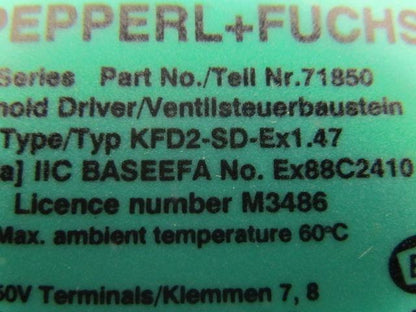 PEPPERL+FUCHS
Series Part No./Teil Nr.71850
noid Driver/Ventilsteuerbaustein
Type/Typ KFD2-SD-Ex1.47
a] IIC BASEEFA No. Ex88C2410
Licence number M3486
Max. ambient temperature 60°C
50V Terminals/Klemmen 7, 8